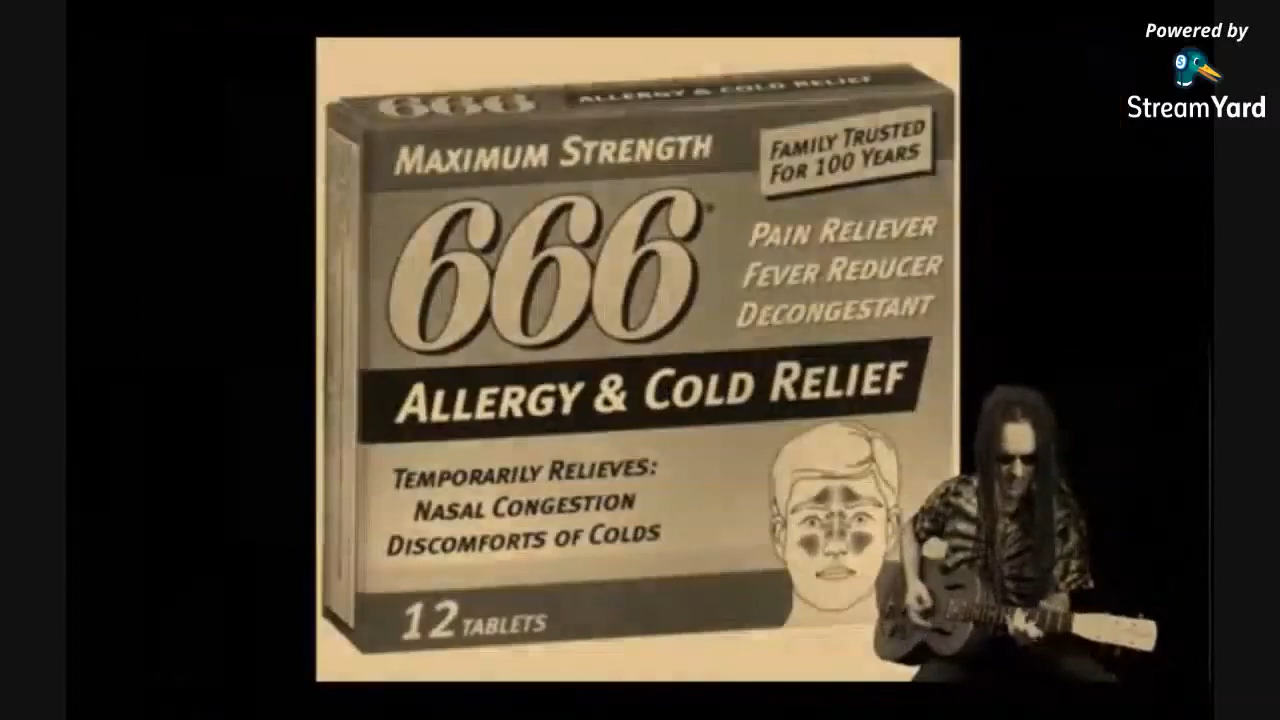 Powered by
StreamYard
666 ALLERGY & COLD RELIEF
MAXIMUM STRENGTH
FAMILY TRUSTED
FOR 100 YEARS
666
PAIN RELIEVER
FEVER REDUCER
DECONGESTANT
ALLERGY & COLD RELIEF
TEMPORARILY RELIEVES:
NASAL CONGESTION
DISCOMFORTS OF COLDS
12 TABLETS